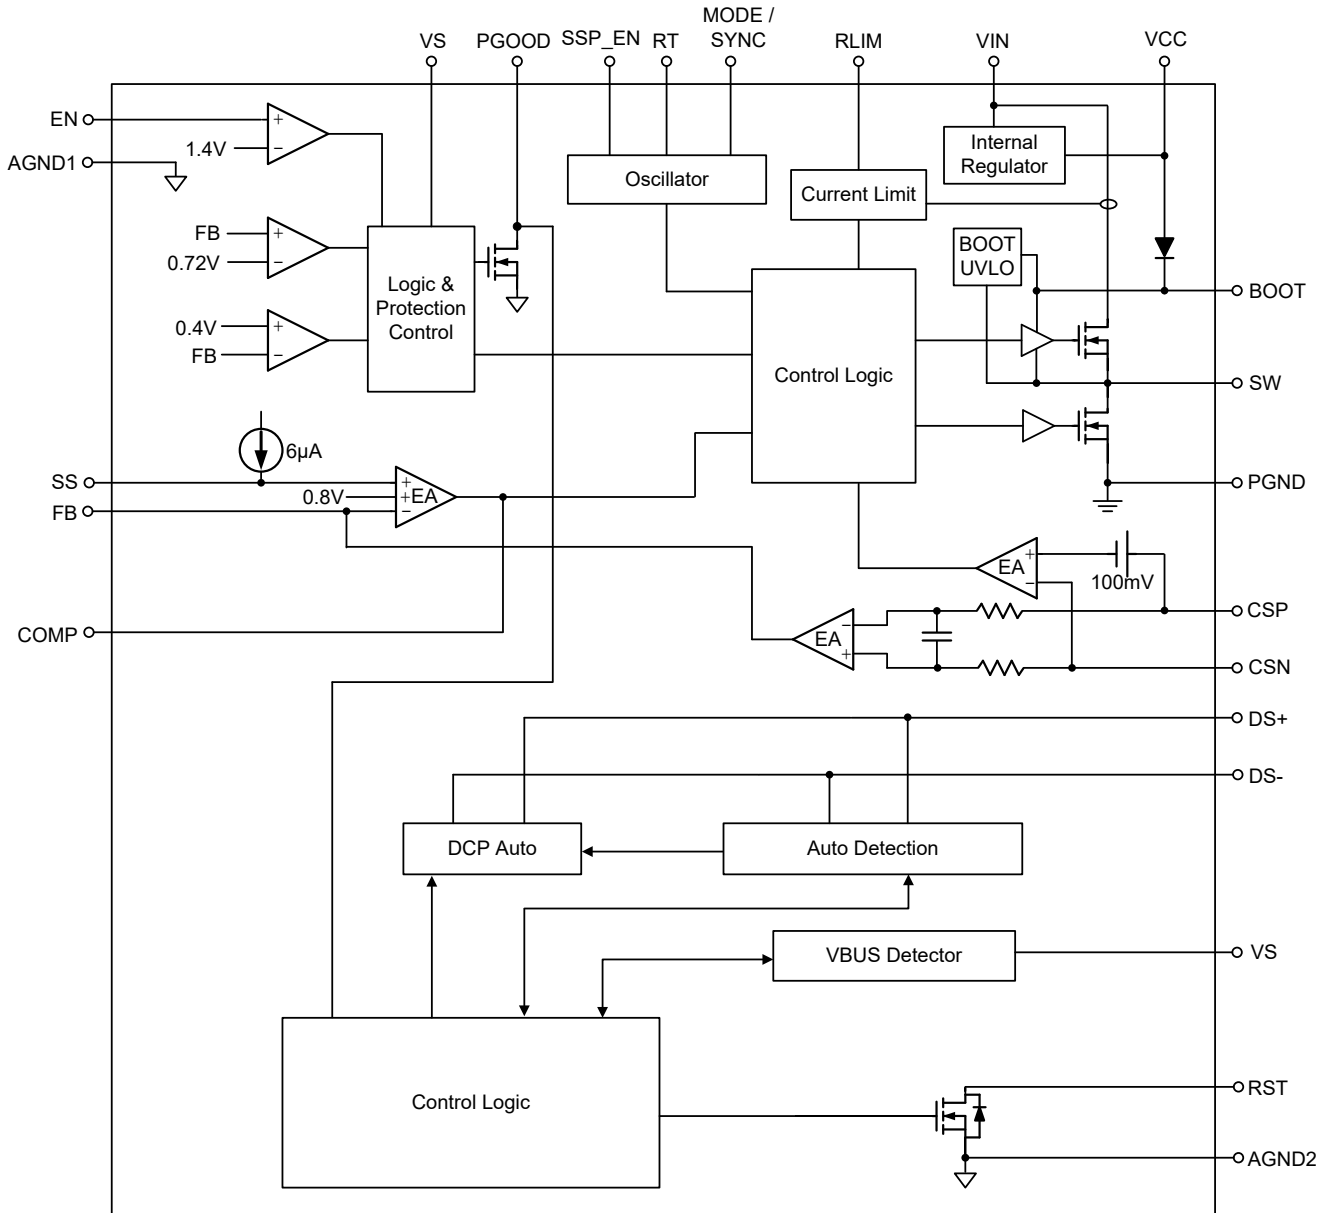 VS
PGOOD
SSP_EN
RT
MODE /
SYNC
RLIM
VIN
VCC
EN
AGND1
+
1.4V
−
Oscillator
Internal
Regulator
Current Limit
FB
+
0.72V
−
Logic &
Protection
Control
BOOT
UVLO
BOOT
0.4V
+
FB
−
Control Logic
SW
6µA
SS
+
0.8V
+
EA
FB
−
PGND
EA
+
−
100mV
CSP
COMP
EA
−
+
CSN
DS+
DS-
DCP Auto
Auto Detection
VBUS Detector
VS
Control Logic
RST
AGND2